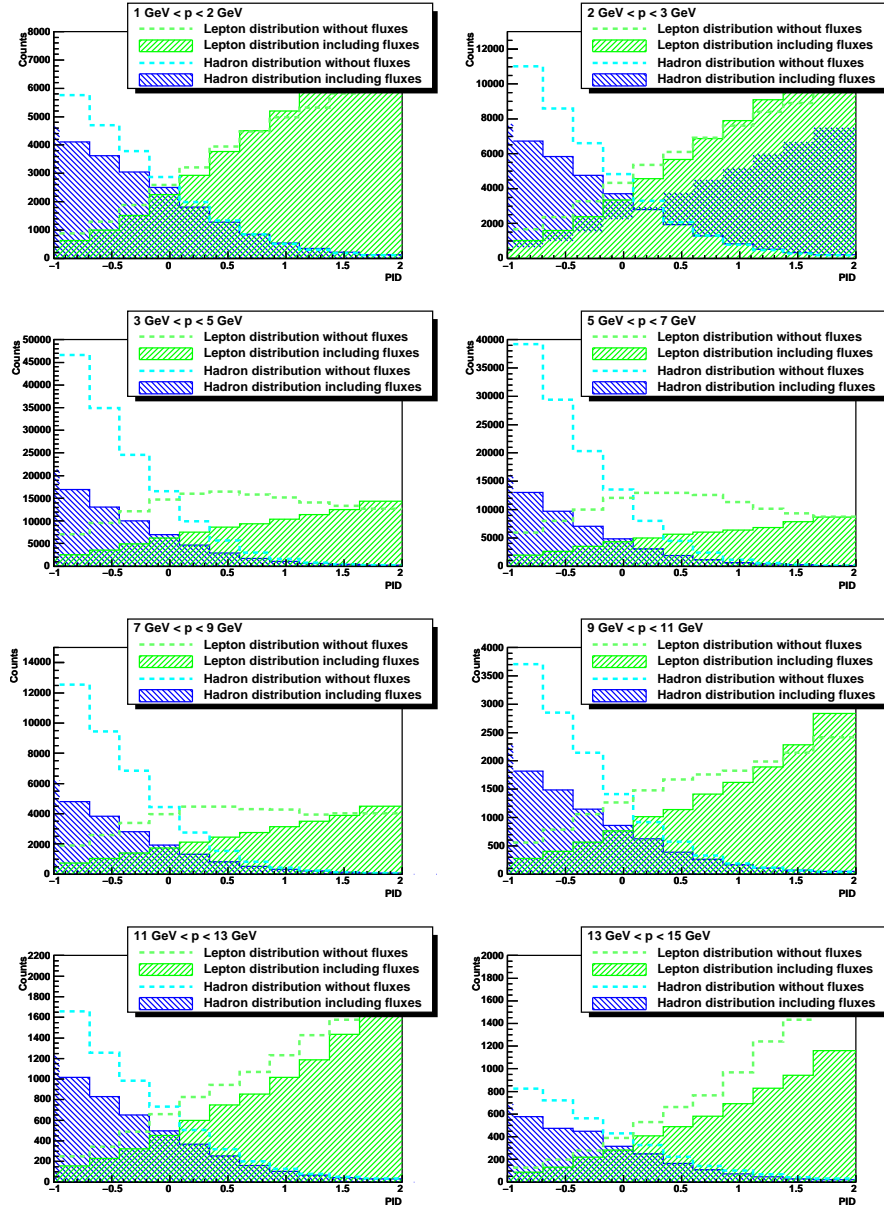 1 GeV < p < 2 GeV
Lepton distribution without fluxes
Lepton distribution including fluxes
Hadron distribution without fluxes
Hadron distribution including fluxes
Counts
8000
7000
6000
5000
4000
3000
2000
1000
0
−1 −0.5 0 0.5 1 1.5 2
PID
2 GeV < p < 3 GeV
Lepton distribution without fluxes
Lepton distribution including fluxes
Hadron distribution without fluxes
Hadron distribution including fluxes
Counts
12000
10000
8000
6000
4000
2000
0
−1 −0.5 0 0.5 1 1.5 2
PID
3 GeV < p < 5 GeV
Lepton distribution without fluxes
Lepton distribution including fluxes
Hadron distribution without fluxes
Hadron distribution including fluxes
Counts
50000
45000
40000
35000
30000
25000
20000
15000
10000
5000
0
−1 −0.5 0 0.5 1 1.5 2
PID
5 GeV < p < 7 GeV
Lepton distribution without fluxes
Lepton distribution including fluxes
Hadron distribution without fluxes
Hadron distribution including fluxes
Counts
40000
35000
30000
25000
20000
15000
10000
5000
0
−1 −0.5 0 0.5 1 1.5 2
PID
7 GeV < p < 9 GeV
Lepton distribution without fluxes
Lepton distribution including fluxes
Hadron distribution without fluxes
Hadron distribution including fluxes
Counts
14000
12000
10000
8000
6000
4000
2000
0
−1 −0.5 0 0.5 1 1.5 2
PID
9 GeV < p < 11 GeV
Lepton distribution without fluxes
Lepton distribution including fluxes
Hadron distribution without fluxes
Hadron distribution including fluxes
Counts
4000
3500
3000
2500
2000
1500
1000
500
0
−1 −0.5 0 0.5 1 1.5 2
PID
11 GeV < p < 13 GeV
Lepton distribution without fluxes
Lepton distribution including fluxes
Hadron distribution without fluxes
Hadron distribution including fluxes
Counts
2200
2000
1800
1600
1400
1200
1000
800
600
400
200
0
−1 −0.5 0 0.5 1 1.5 2
PID
13 GeV < p < 15 GeV
Lepton distribution without fluxes
Lepton distribution including fluxes
Hadron distribution without fluxes
Hadron distribution including fluxes
Counts
2000
1800
1600
1400
1200
1000
800
600
400
200
0
−1 −0.5 0 0.5 1 1.5 2
PID